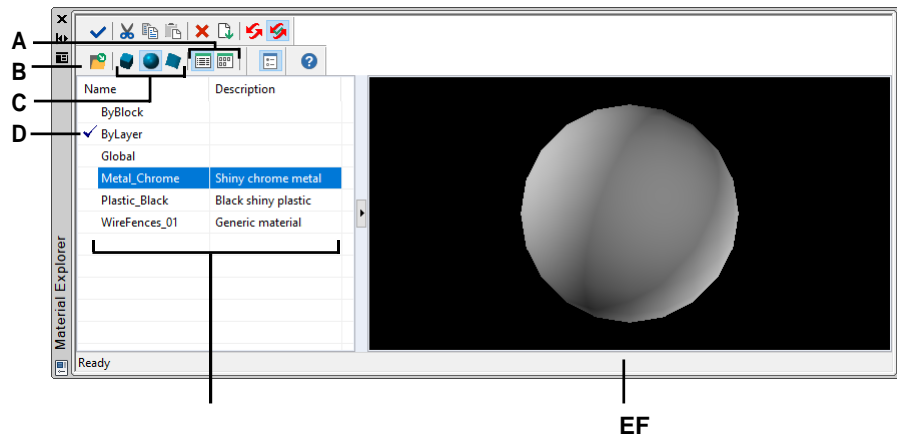 A
B
C
D
Name Description
ByBlock
ByLayer
Global
Metal_Chrome Shiny chrome metal
Plastic_Black Black shiny plastic
WireFences_01 Generic material
Material Explorer
Ready
EF